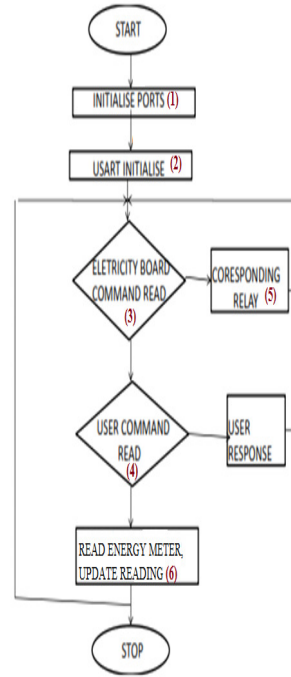 START
INITIALISE PORTS (1)
USART INITIALISE (2)
ELETRICITY BOARD
COMMAND READ
(3)
CORESPONDING
RELAY (5)
USER COMMAND
READ
(4)
USER
RESPONSE
READ ENERGY METER,
UPDATE READING (6)
STOP